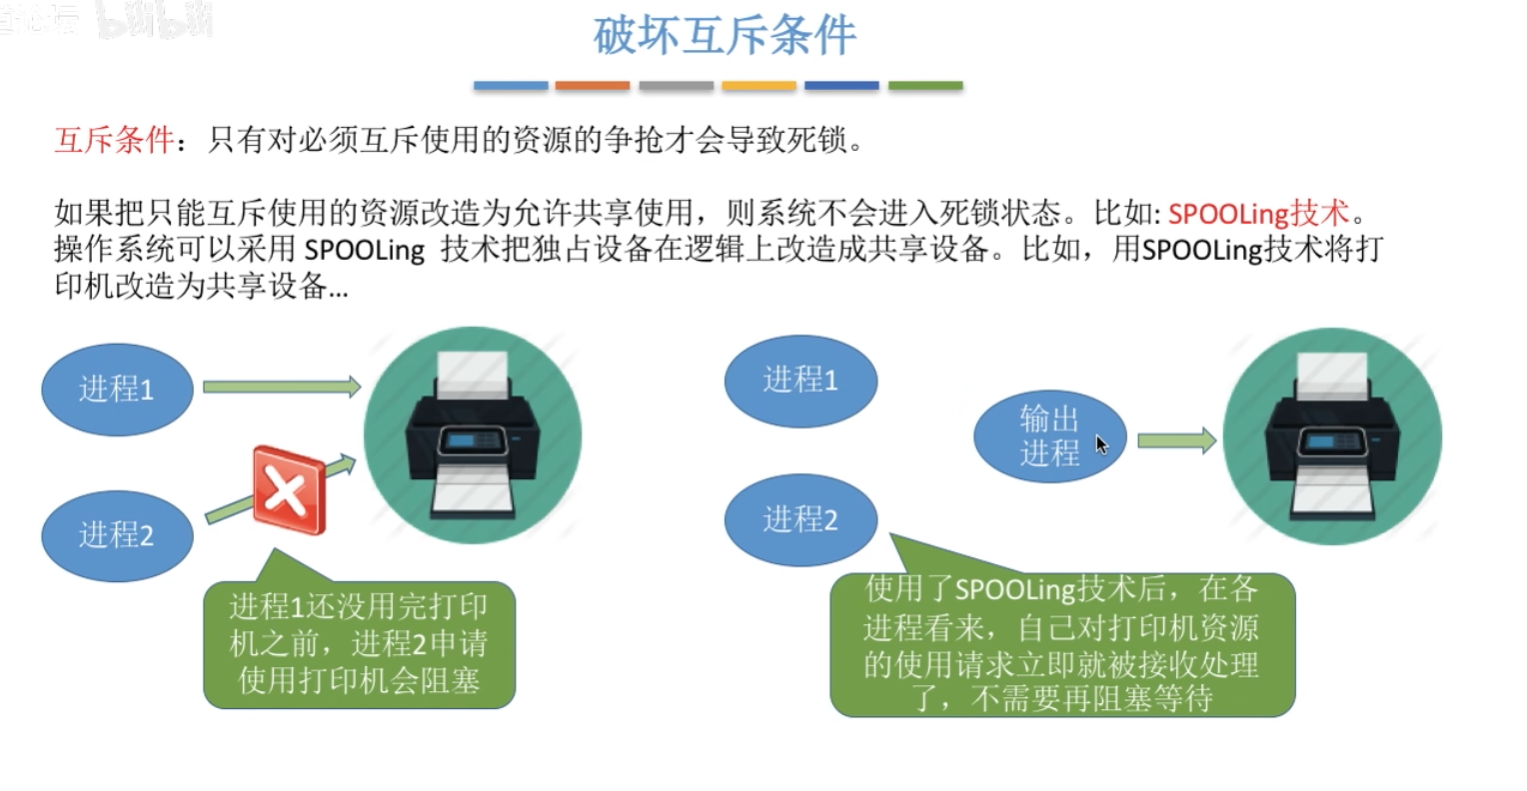 bilibili
破坏互斥条件
互斥条件：只有对必须互斥使用的资源的争抢才会导致死锁。
如果把只能互斥使用的资源改造为允许共享使用，则系统不会进入死锁状态。比如: SPOOLing技术。
操作系统可以采用 SPOOLing 技术把独占设备在逻辑上改造成共享设备。比如，用SPOOLing技术将打
印机改造为共享设备...
进程1
进程2
进程1还没用完打印
机之前，进程2申请
使用打印机会阻塞
进程1
进程2
输出
进程
使用了SPOOLing技术后，在各
进程看来，自己对打印机资源
的使用请求立即就被接收处理
了，不需要再阻塞等待